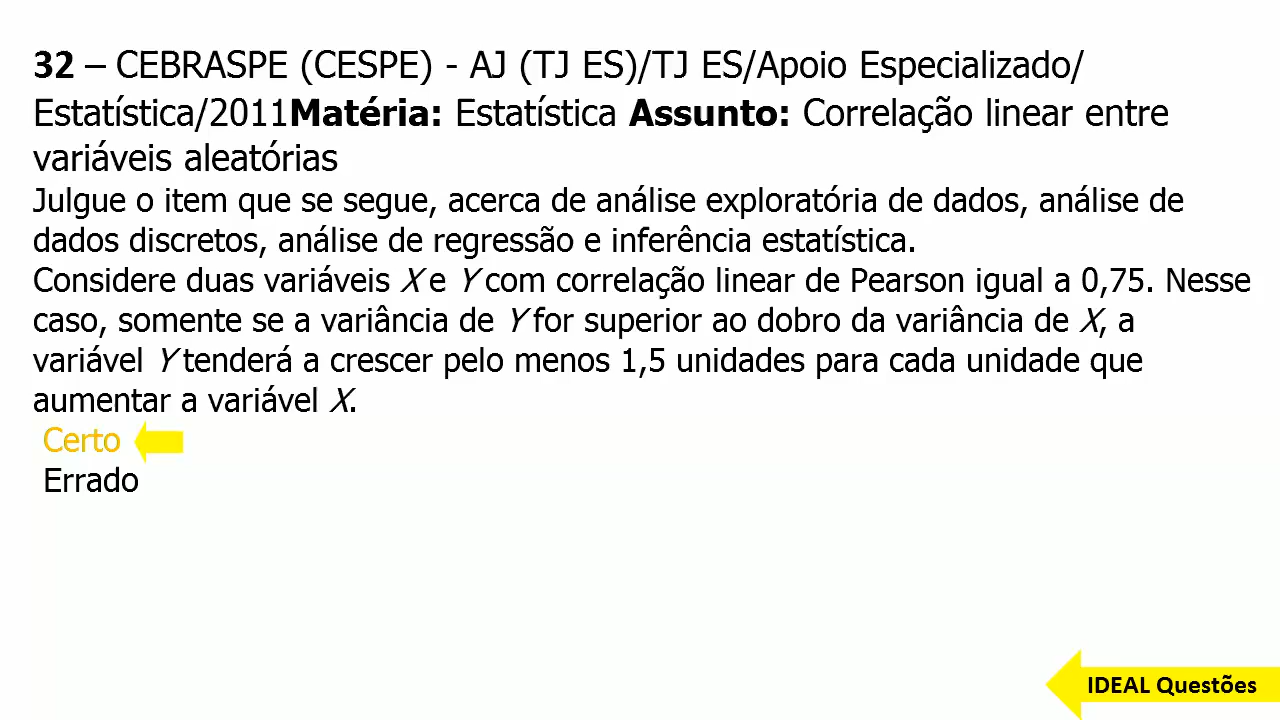 32 – CEBRASPE (CESPE) - AJ (TJ ES)/TJ ES/Apoio Especializado/
Estatística/2011Matéria: Estatística Assunto: Correlação linear entre
variáveis aleatórias
Julgue o item que se segue, acerca de análise exploratória de dados, análise de
dados discretos, análise de regressão e inferência estatística.
Considere duas variáveis X e Y com correlação linear de Pearson igual a 0,75. Nesse
caso, somente se a variância de Y for superior ao dobro da variância de X, a
variável Y tenderá a crescer pelo menos 1,5 unidades para cada unidade que
aumentar a variável X.
Certo
Errado
IDEAL Questões